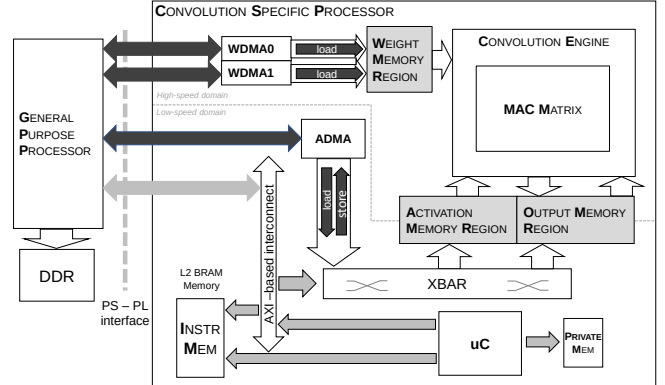 CONVOLUTION SPECIFIC PROCESSOR
WDMA0
load
WDMA1
load
WEIGHT
MEMORY
REGION
CONVOLUTION ENGINE
MAC MATRIX
High-speed domain
Low-speed domain
GENERAL
PURPOSE
PROCESSOR
ADMA
load
store
AXI–based interconnect
ACTIVATION
MEMORY REGION
OUTPUT MEMORY
REGION
DDR
L2 BRAM
Memory
XBAR
PS – PL
interface
INSTR
MEM
uC
PRIVATE
MEM